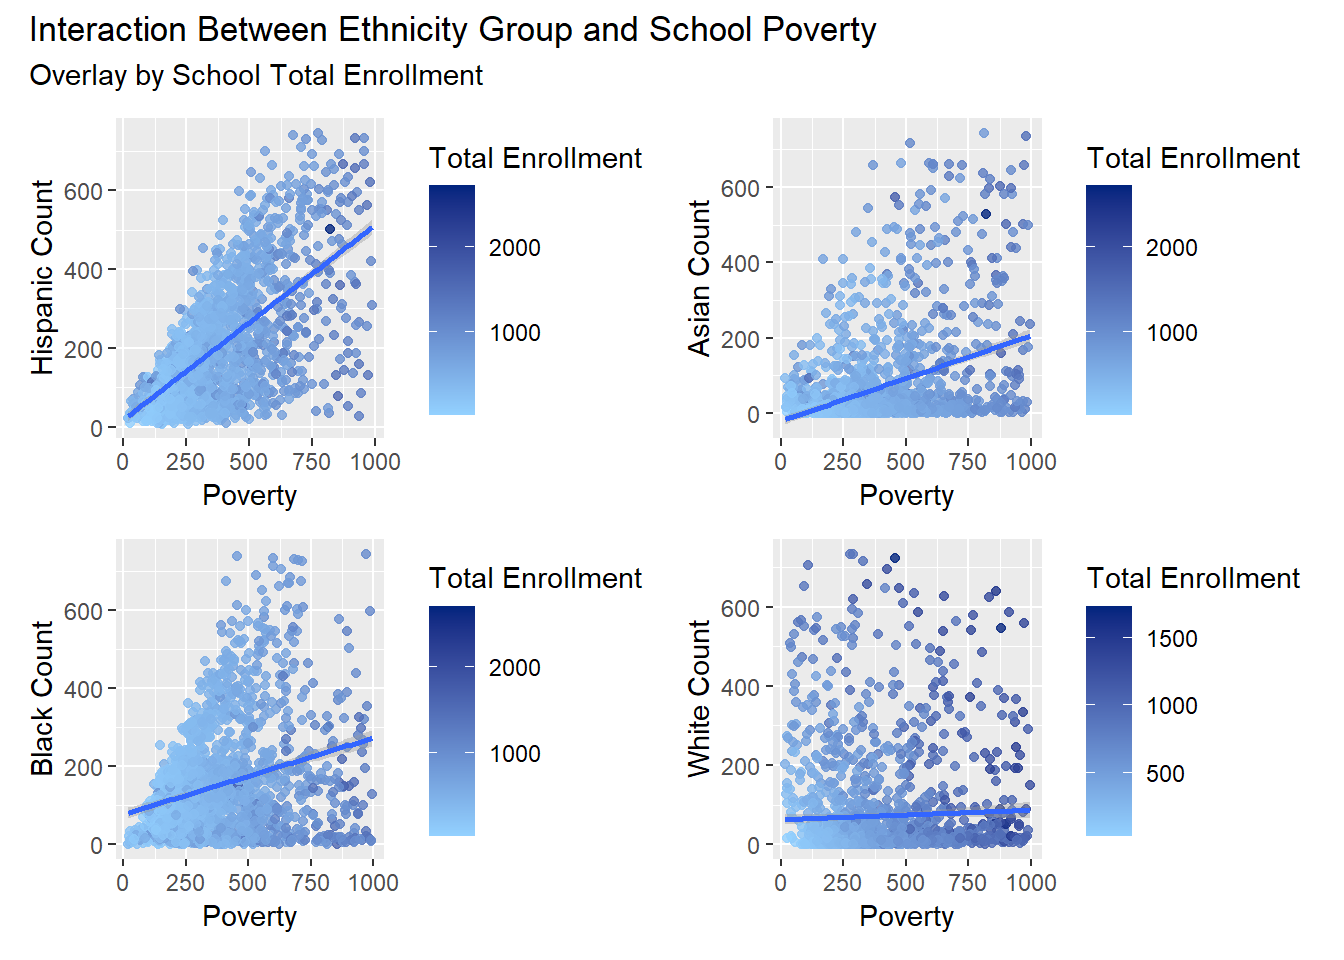 Interaction Between Ethnicity Group and School Poverty
Overlay by School Total Enrollment
Hispanic Count
600
400
200
0
0 250 500 750 1000
Poverty
Total Enrollment
2000
1000
Asian Count
600
400
200
0
0 250 500 750 1000
Poverty
Total Enrollment
2000
1000
Black Count
600
400
200
0
0 250 500 750 1000
Poverty
Total Enrollment
2000
1000
White Count
600
400
200
0
0 250 500 750 1000
Poverty
Total Enrollment
1500
1000
500